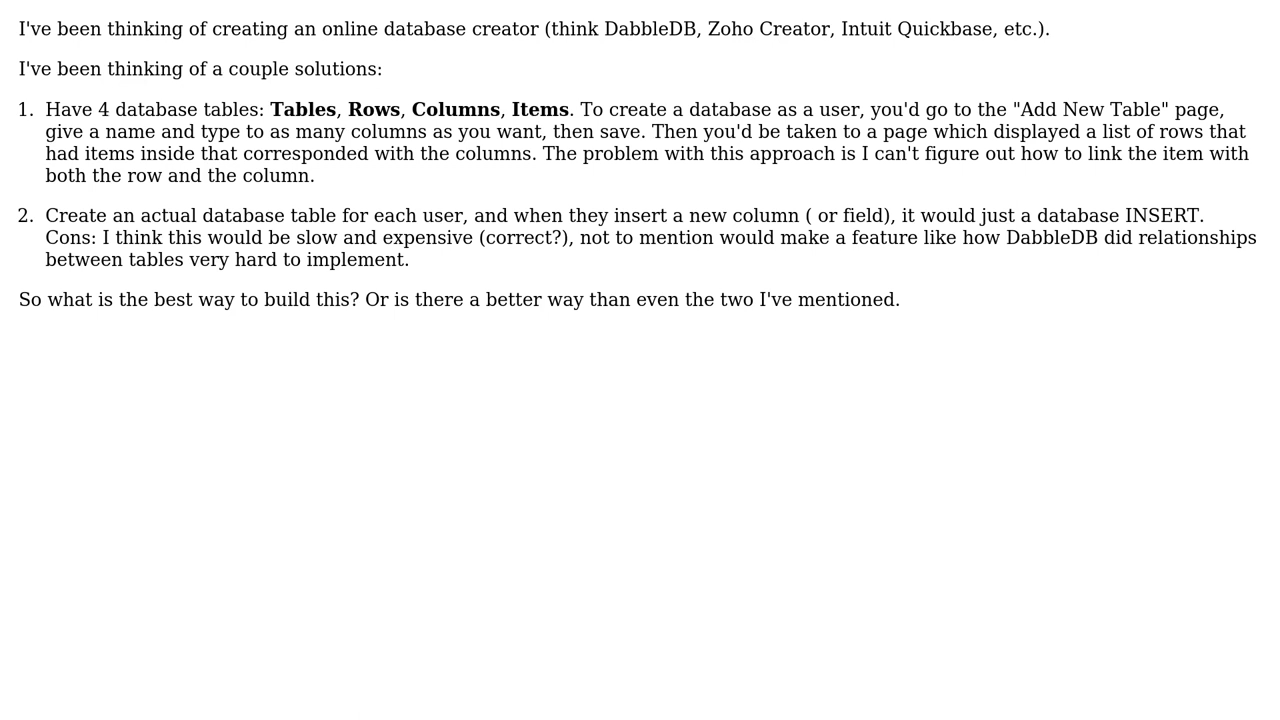 I've been thinking of creating an online database creator (think DabbleDB, Zoho Creator, Intuit Quickbase, etc.).
I've been thinking of a couple solutions:
1. Have 4 database tables: Tables, Rows, Columns, Items. To create a database as a user, you'd go to the "Add New Table" page,
give a name and type to as many columns as you want, then save. Then you'd be taken to a page which displayed a list of rows that
had items inside that corresponded with the columns. The problem with this approach is I can't figure out how to link the item with
both the row and the column.
2. Create an actual database table for each user, and when they insert a new column ( or field), it would just a database INSERT.
Cons: I think this would be slow and expensive (correct?), not to mention would make a feature like how DabbleDB did relationships
between tables very hard to implement.
So what is the best way to build this? Or is there a better way than even the two I've mentioned.